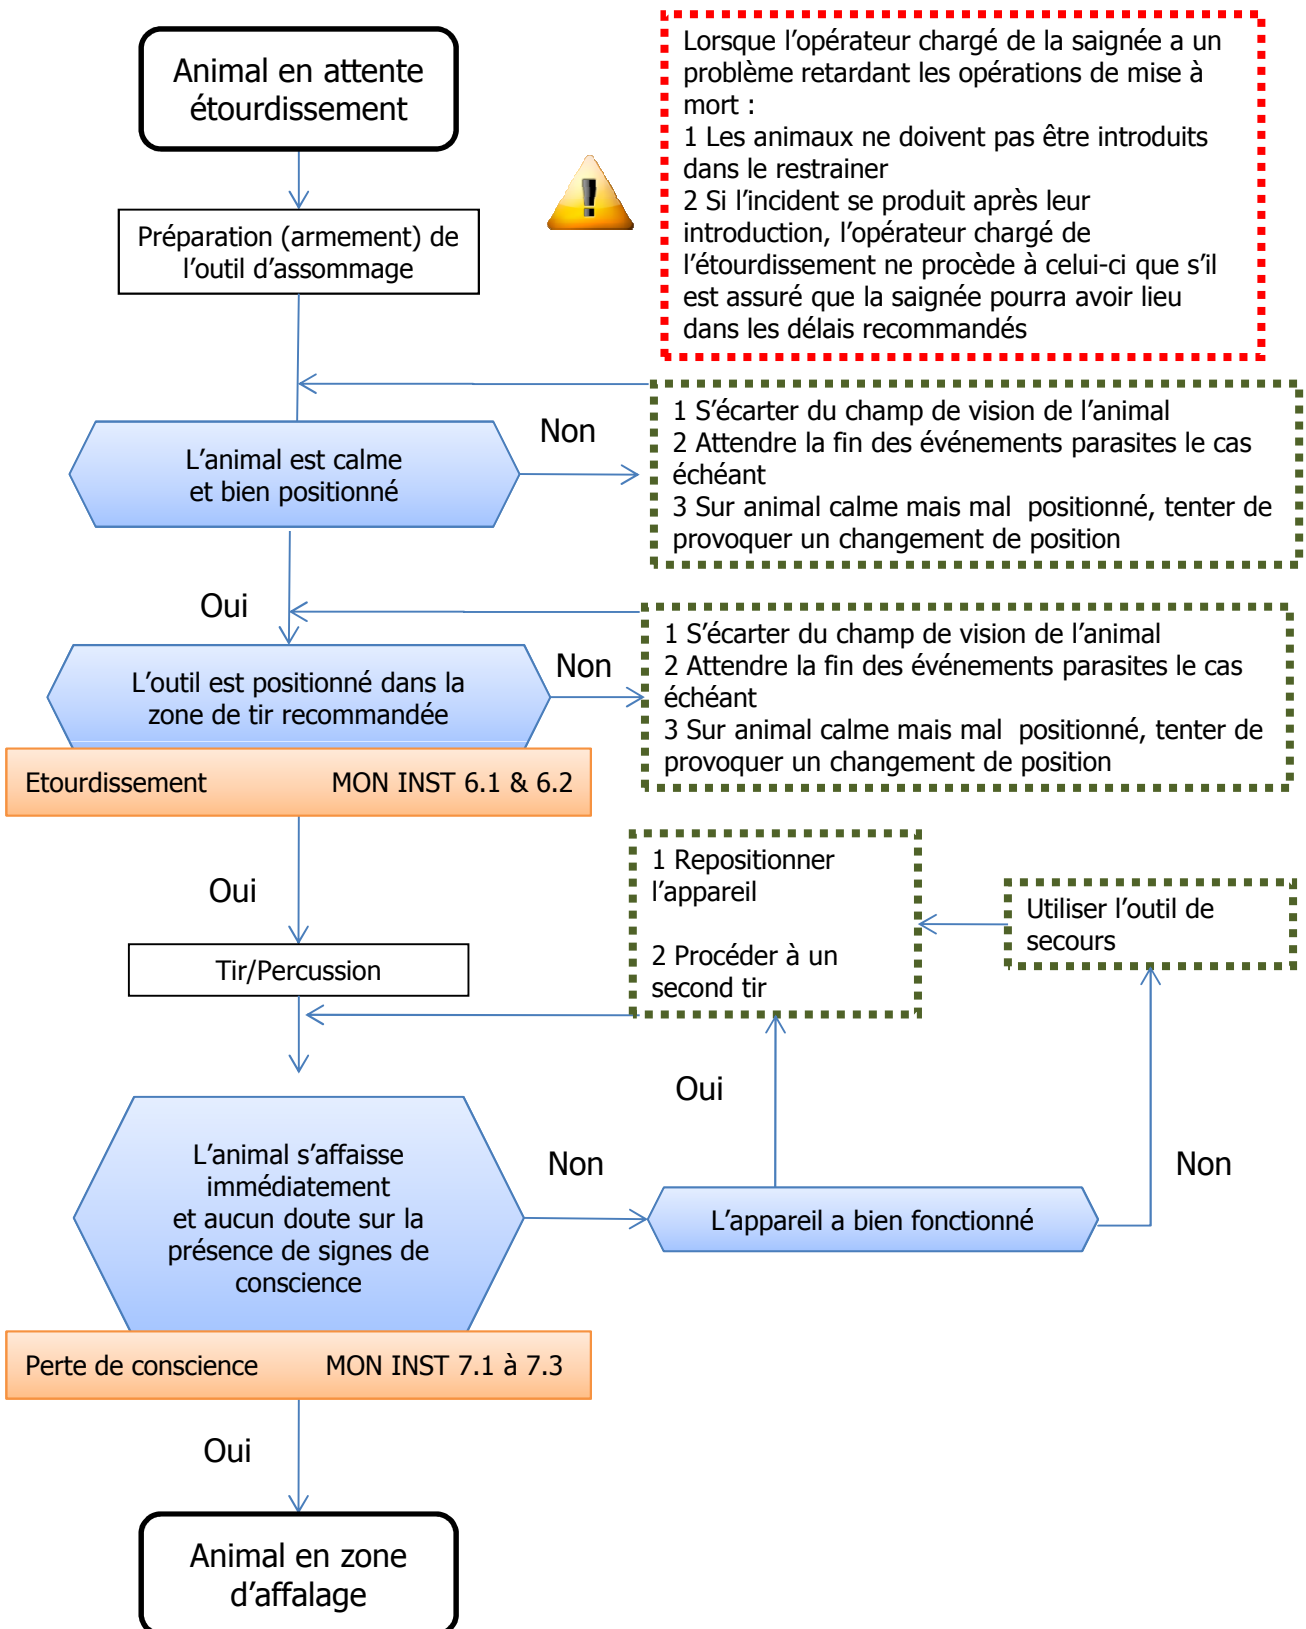 Animal en attente
étourdissement
Lorsque l’opérateur chargé de la saignée a un
problème retardant les opérations de mise à
mort :
1 Les animaux ne doivent pas être introduits
dans le restrainer
2 Si l’incident se produit après leur
introduction, l’opérateur chargé de
l’étourdissement ne procède à celui-ci que s’il
est assuré que la saignée pourra avoir lieu
dans les délais recommandés
!
Préparation (armement) de
l’outil d’assommage
L’animal est calme
et bien positionné
Non
1 S’écarter du champ de vision de l’animal
2 Attendre la fin des événements parasites le cas
échéant
3 Sur animal calme mais mal  positionné, tenter de
provoquer un changement de position
Oui
L’outil est positionné dans la
zone de tir recommandée
Non
1 S’écarter du champ de vision de l’animal
2 Attendre la fin des événements parasites le cas
échéant
3 Sur animal calme mais mal  positionné, tenter de
provoquer un changement de position
Etourdissement MON INST 6.1 & 6.2
Oui
1 Repositionner
l’appareil
2 Procéder à un
second tir
Utiliser l’outil de
secours
Tir/Percussion
Oui
L’animal s’affaisse
immédiatement
et aucun doute sur la
présence de signes de
conscience
Non
L’appareil a bien fonctionné
Non
Perte de conscience MON INST 7.1 à 7.3
Oui
Animal en zone
d’affalage